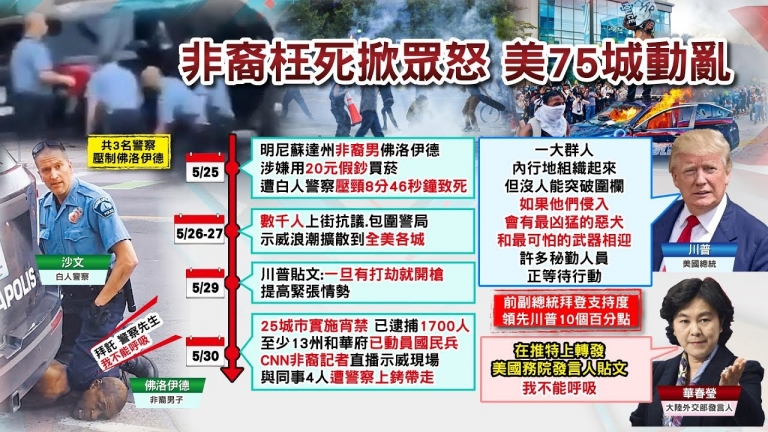 非裔枉死掀眾怒 美75城動亂
共3名警察
壓制佛洛伊德
沙文
白人警察
APOLIS
拜託 警察先生
我不能呼吸
佛洛伊德
非裔男子
5/25
明尼蘇達州非裔男佛洛伊德
涉嫌用20元假鈔買菸
遭白人警察壓頸8分46秒鐘致死
5/26-27
數千人上街抗議.包圍警局
示威浪潮擴散到全美各城
5/29
川普貼文:一旦有打劫就開槍
提高緊張情勢
5/30
25城市實施宵禁 已逮捕1700人
至少13州和華府已動員國民兵
CNN非裔記者直播示威現場
與同事4人遭警察上銬帶走
一大群人
內行地組織起來
但沒人能突破圍欄
如果他們侵入
會有最凶猛的惡犬
和最可怕的武器相迎
許多秘勤人員
正等待行動
川普
美國總統
前副總統拜登支持度
領先川普10個百分點
在推特上轉發
美國務院發言人貼文
我不能呼吸
華春瑩
大陸外交部發言人